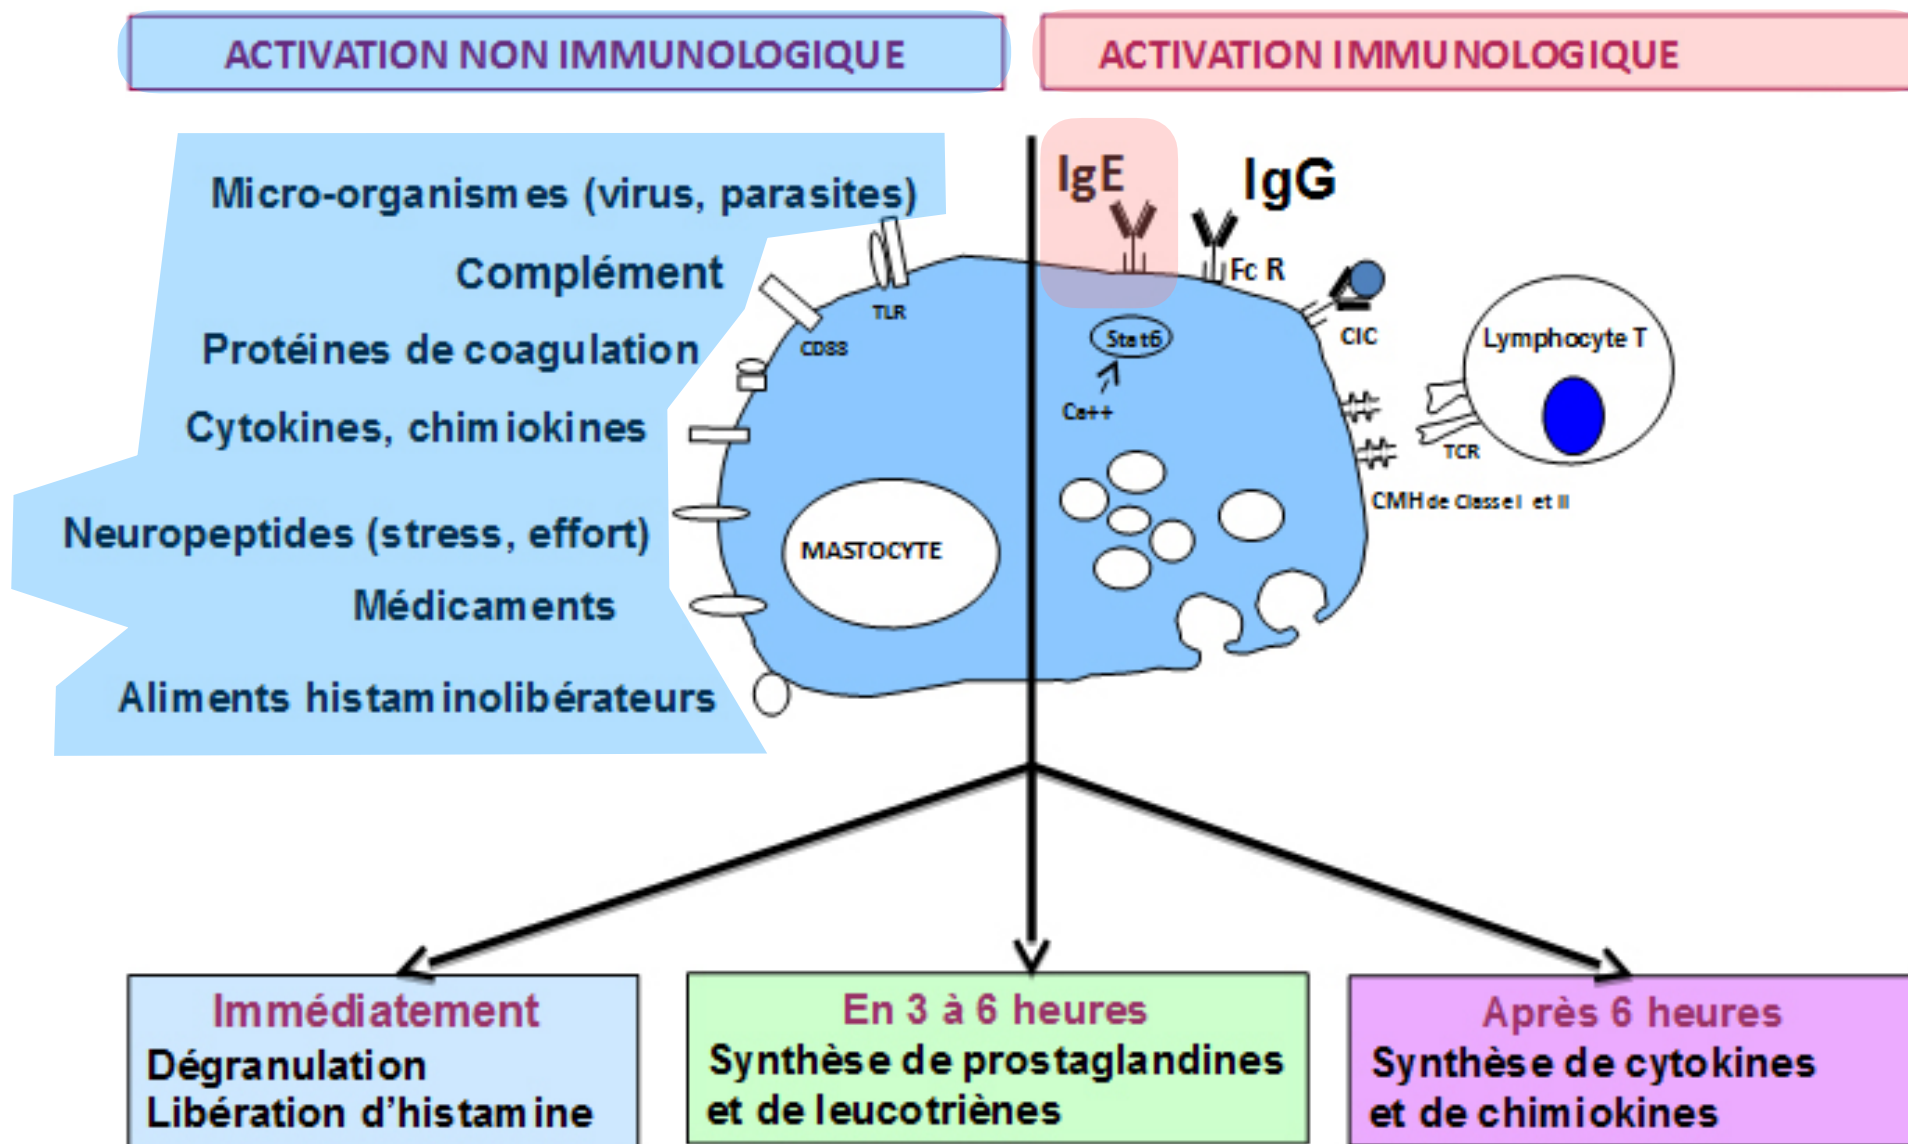 ACTIVATION NON IMMUNOLOGIQUE
ACTIVATION IMMUNOLOGIQUE
Micro-organismes (virus, parasites)
Complément
Protéines de coagulation
Cytokines, chimiokines
Neuropeptides (stress, effort)
Médicaments
Aliments histaminolibérateurs
TLR
CD88
MASTOCYTE
IgE
IgG
Fc R
Stat6
Ca++
CIC
Lymphocyte T
TCR
CMH de Classe I et II
Immédiatement
Dégranulation
Libération d'histamine
En 3 à 6 heures
Synthèse de prostaglandines
et de leucotriènes
Après 6 heures
Synthèse de cytokines
et de chimiokines